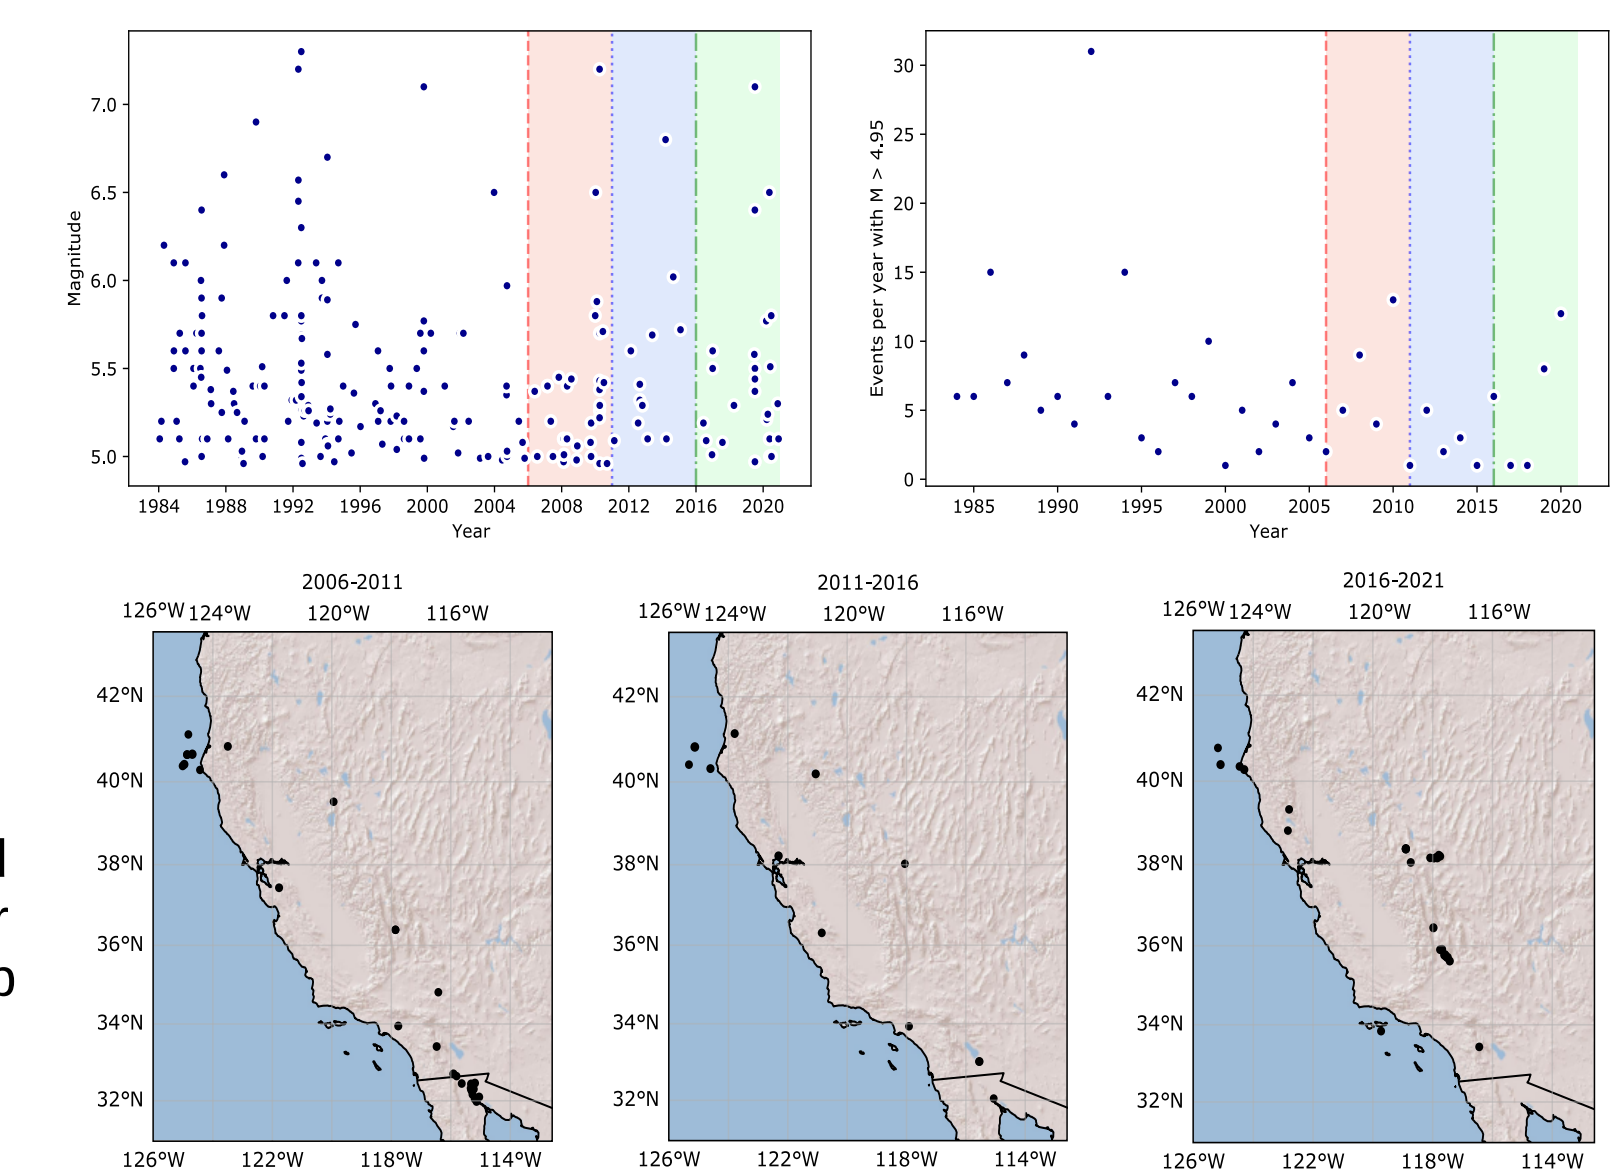 7.0
6.5
6.0
5.5
5.0
Magnitude
1984 1988 1992 1996 2000 2004 2008 2012 2016 2020
Year
30
25
20
15
10
5
0
Events per year with M > 4.95
1985 1990 1995 2000 2005 2010 2015 2020
Year
2006-2011
126°W 124°W 120°W 116°W
42°N
40°N
38°N
36°N
34°N
32°N
126°W 122°W 118°W 114°W
2011-2016
126°W 124°W 120°W 116°W
42°N
40°N
38°N
36°N
34°N
32°N
126°W 122°W 118°W 114°W
2016-2021
126°W 124°W 120°W 116°W
42°N
40°N
38°N
36°N
34°N
32°N
126°W 122°W 118°W 114°W